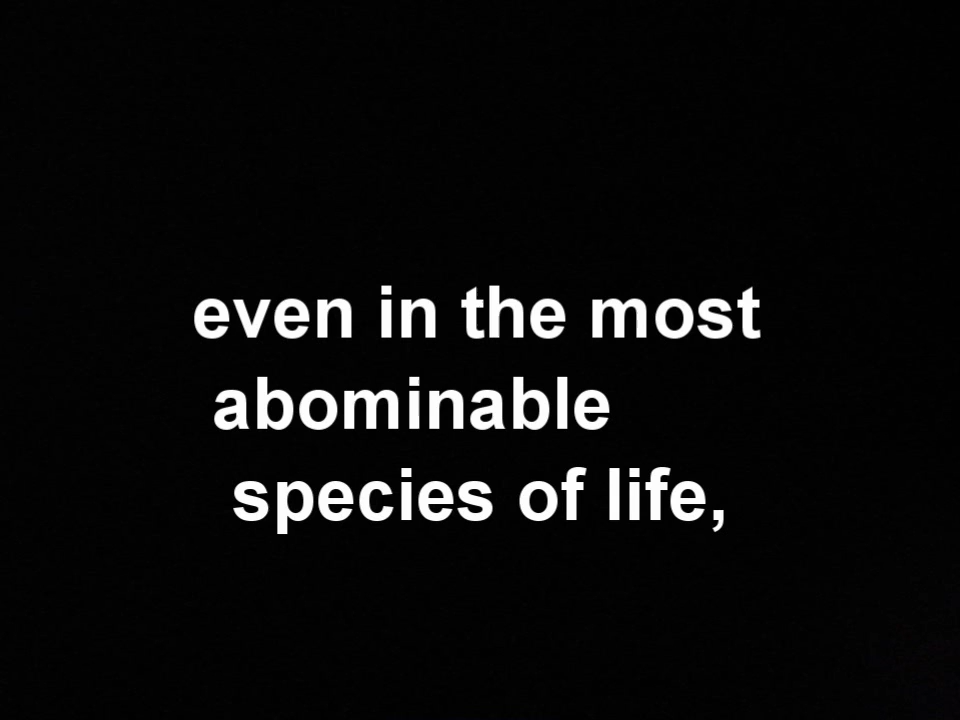 even in the most
abominable
species of life,